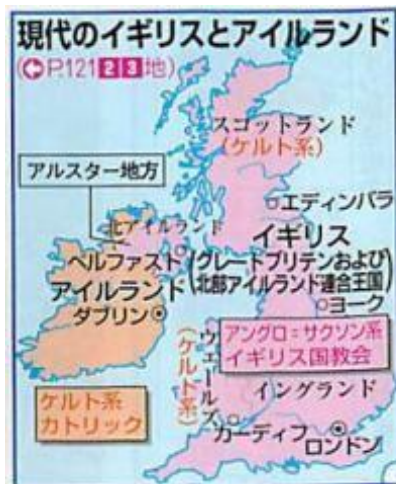 現代のイギリスとアイルランド
(←P.121 2 3 地)
スコットランド
(ケルト系)
アルスター地方
エディンバラ
北アイルランド
イギリス
ベルファスト
(グレートブリテンおよび
北部アイルランド連合王国)
アイルランド
ヨーク
ダブリン
ウェールズ
(ケルト系)
アングロ=サクソン系
イギリス国教会
イングランド
ケルト系
カトリック
カーディフ
ロンドン